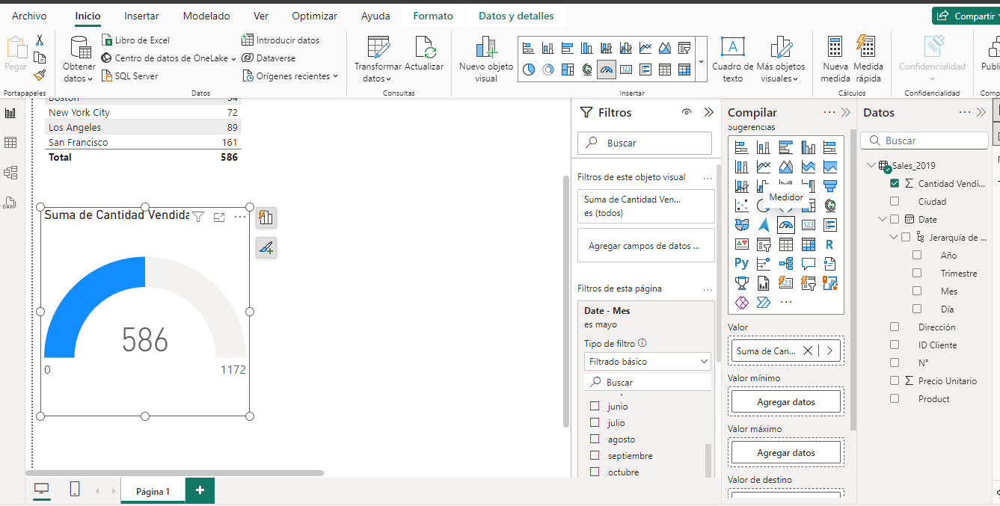 Archivo
Inicio
Insertar
Modelado
Ver
Optimizar
Ayuda
Formato
Datos y detalles
Compartir
Pegar
Portapapeles
Obtener
datos
Libro de Excel
Centro de datos de OneLake
SQL Server
Introducir datos
Dataverse
Orígenes recientes
Datos
Transformar
datos
Actualizar
Consultas
Nuevo objeto
visual
Cuadro de
texto
Más objetos
visuales
Insertar
Nueva
medida
Medida
rápida
Cálculos
Confidencialidad
Confidencialidad
Publi
Comp
Boston 54
New York City 72
Los Angeles 89
San Francisco 161
Total 586
Suma de Cantidad Vendida
586
0
1172
Filtros
Buscar
Filtros de este objeto visual
Suma de Cantidad Ven...
es (todos)
Agregar campos de datos ...
Filtros de esta página
Date - Mes
es mayo
Tipo de filtro
Filtrado básico
Buscar
junio
julio
agosto
septiembre
octubre
Compilar
Sugerencias
Medidor
123
R
Py
Valor
Suma de Can...
Valor mínimo
Agregar datos
Valor máximo
Agregar datos
Valor de destino
Datos
Buscar
Sales_2019
Cantidad Vendi...
Ciudad
Date
Jerarquía de ...
Año
Trimestre
Mes
Día
Dirección
ID Cliente
N°
Precio Unitario
Product
Página 1